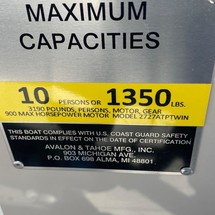 MAXIMUM
CAPACITIES
10 PERSONS OR 1350 LBS.
3190 POUNDS, PERSONS, MOTOR, GEAR
900 MAX HORSEPOWER MOTOR MODEL 2727ATPTWIN
THIS BOAT COMPLIES WITH U.S. COAST GUARD SAFETY
STANDARDS IN EFFECT ON THE DATE OF CERTIFICATION
AVALON & TAHOE MFG., INC.
903 MICHIGAN AVE.
P.O. BOX 698 ALMA, MI 48801